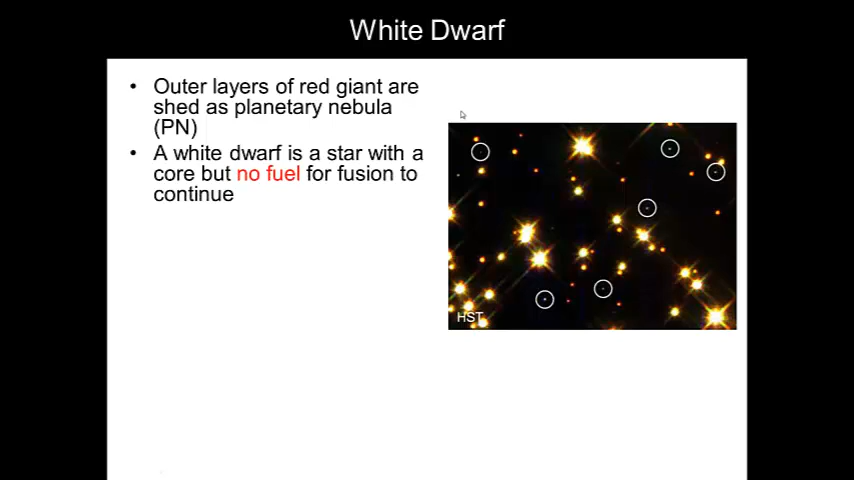 White Dwarf
• Outer layers of red giant are
shed as planetary nebula
(PN)
• A white dwarf is a star with a
core but no fuel for fusion to
continue
HST